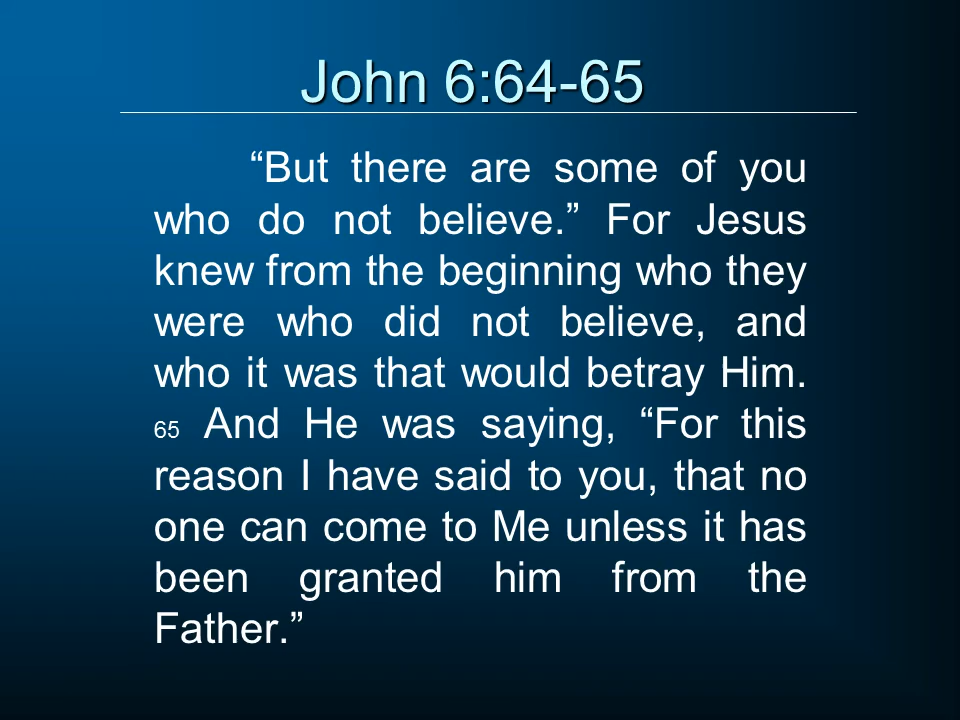 John 6:64-65
“But there are some of you
who do not believe.” For Jesus
knew from the beginning who they
were who did not believe, and
who it was that would betray Him.
65 And He was saying, “For this
reason I have said to you, that no
one can come to Me unless it has
been granted him from the
Father.”